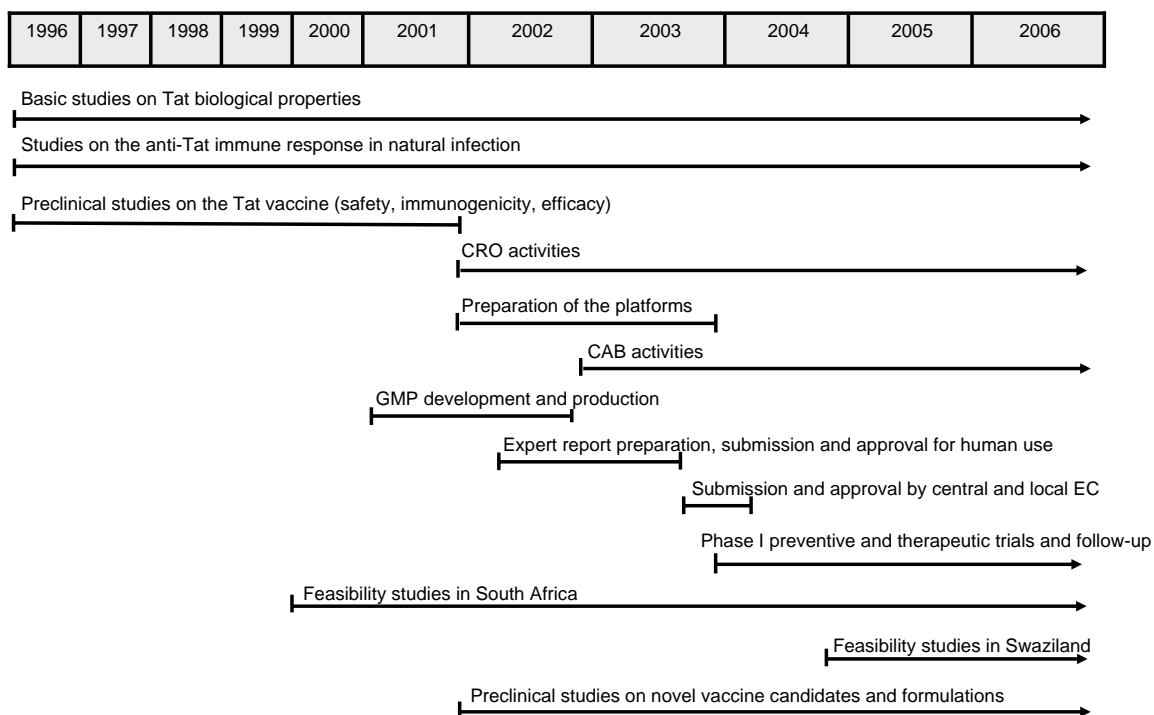 1996 1997 1998 1999 2000 2001 2002 2003 2004 2005 2006
Basic studies on Tat biological properties
Studies on the anti-Tat immune response in natural infection
Preclinical studies on the Tat vaccine (safety, immunogenicity, efficacy)
CRO activities
Preparation of the platforms
CAB activities
GMP development and production
Expert report preparation, submission and approval for human use
Submission and approval by central and local EC
Phase I preventive and therapeutic trials and follow-up
Feasibility studies in South Africa
Feasibility studies in Swaziland
Preclinical studies on novel vaccine candidates and formulations